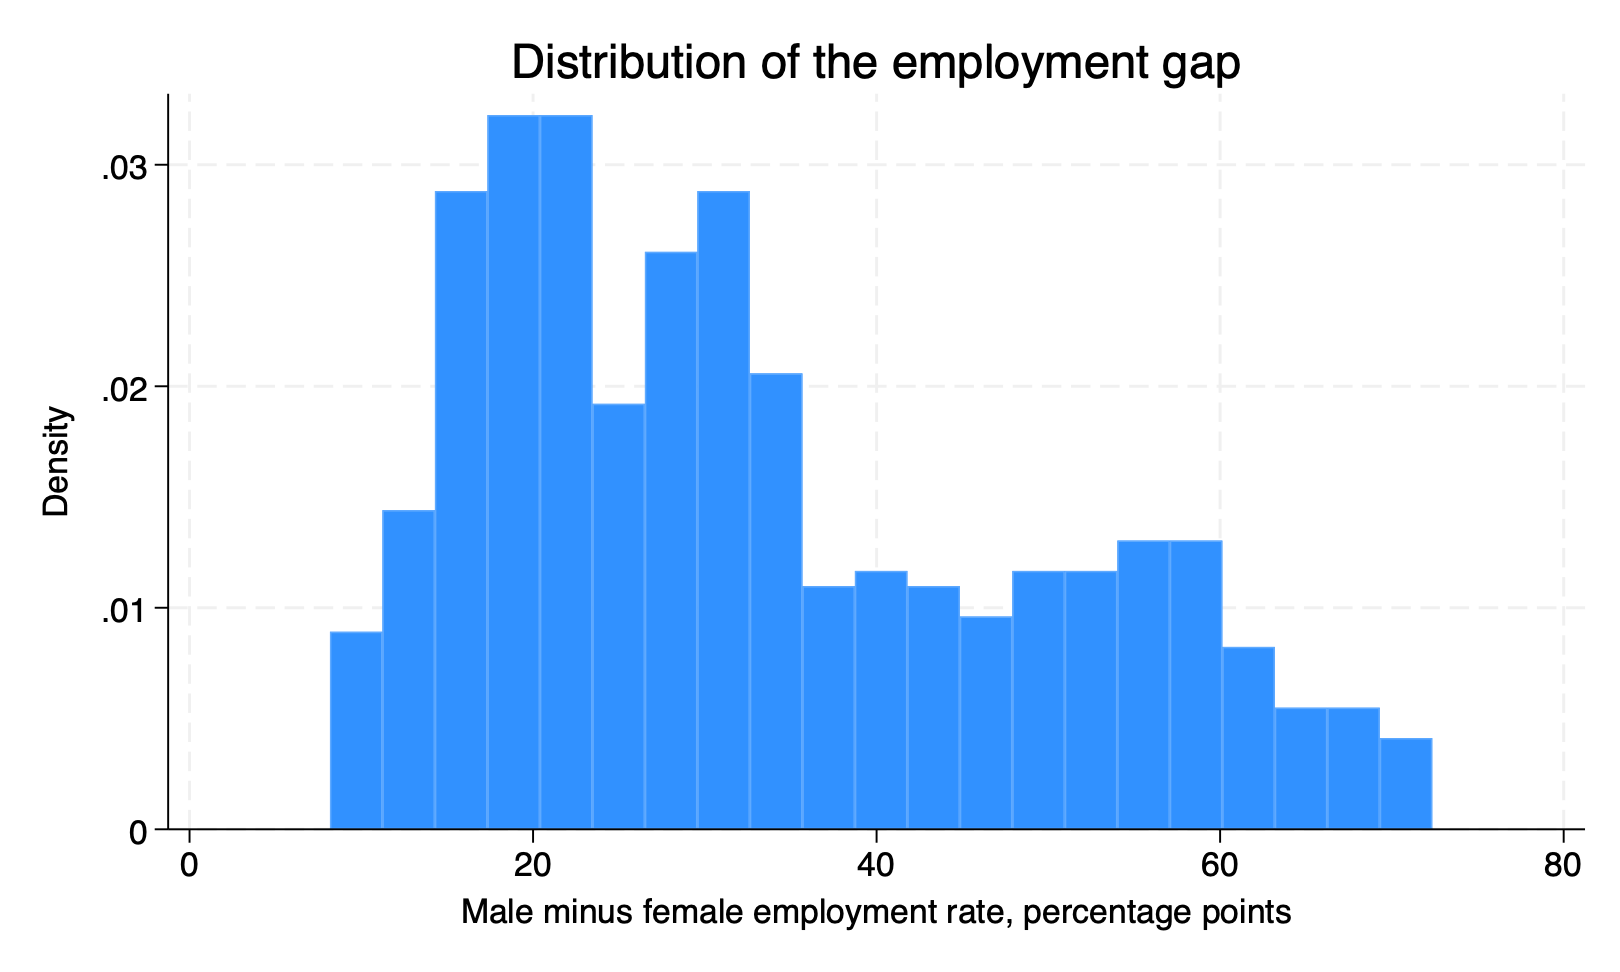 Distribution of the employment gap
Density
.03
.02
.01
0
0 20 40 60 80
Male minus female employment rate, percentage points